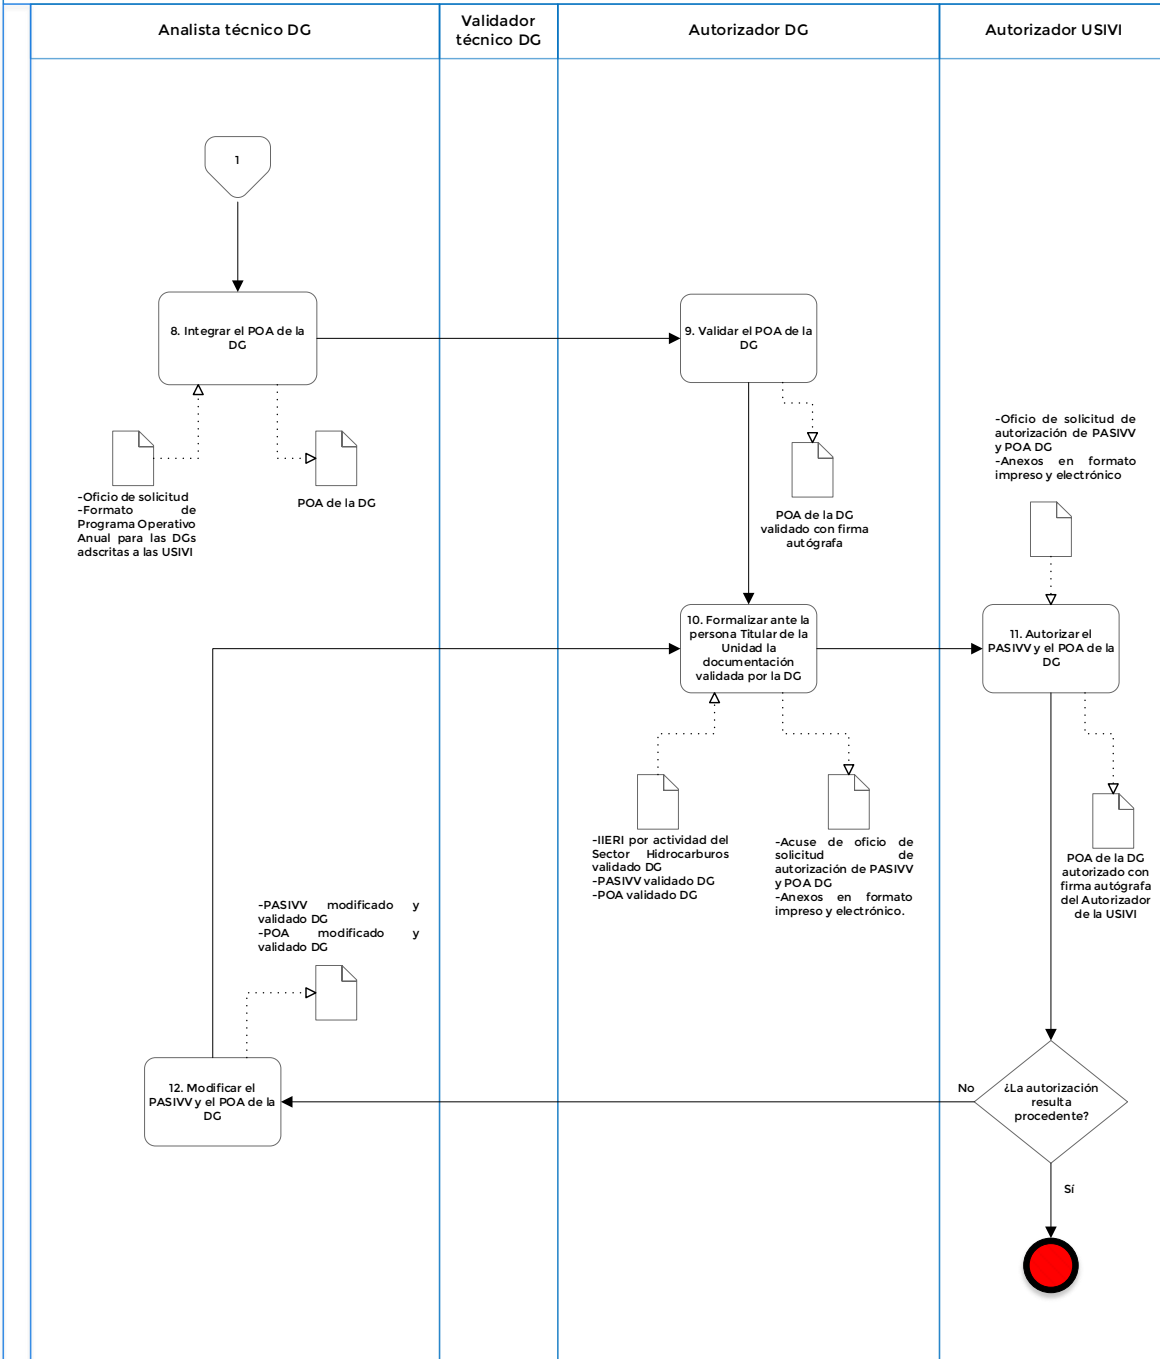 Analista técnico DG
Validador
técnico DG
Autorizador DG
Autorizador USIVI
1
8. Integrar el POA de la
DG
9. Validar el POA de la
DG
-Oficio de solicitud
-Formato de
Programa Operativo
Anual para las DGs
adscritas a las USIVI
POA de la DG
POA de la DG
validado con firma
autógrafa
-Oficio de solicitud de
autorización de PASIVV
y POA DG
-Anexos en formato
impreso y electrónico
10. Formalizar ante la
persona Titular de la
Unidad la
documentación
validada por la DG
11. Autorizar el
PASIVV y el POA de la
DG
-IIERI por actividad del
Sector Hidrocarburos
validado DG
-PASIVV validado DG
-POA validado DG
-Acuse de oficio de
solicitud de
autorización de PASIVV
y POA DG
-Anexos en formato
impreso y electrónico.
POA de la DG
autorizado con
firma autógrafa
del Autorizador
de la USIVI
-PASIVV modificado y
validado DG
-POA modificado y
validado DG
12. Modificar el
PASIVV y el POA de la
DG
No
¿La autorización
resulta
procedente?
Sí